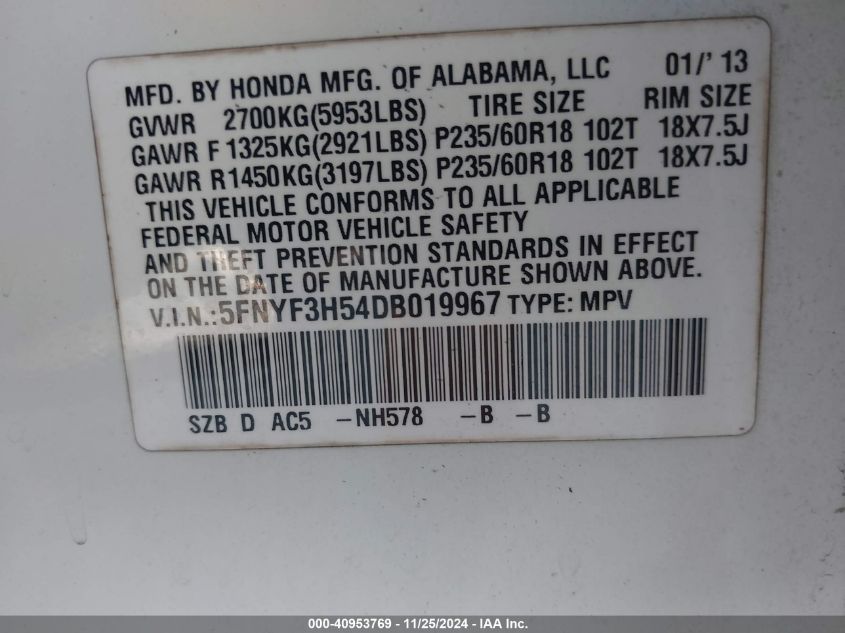 MFD. BY HONDA MFG. OF ALABAMA, LLC 01/' 13
GVWR 2700KG(5953LBS) TIRE SIZE RIM SIZE
GAWR F 1325KG(2921LBS) P235/60R18 102T 18X7.5J
GAWR R1450KG(3197LBS) P235/60R18 102T 18X7.5J
THIS VEHICLE CONFORMS TO ALL APPLICABLE
FEDERAL MOTOR VEHICLE SAFETY
AND THEFT PREVENTION STANDARDS IN EFFECT
ON THE DATE OF MANUFACTURE SHOWN ABOVE.
V.I.N.:5FNYF3H54DB019967 TYPE: MPV
SZB D AC5 -NH578 -B -B
000-40953769 - 11/25/2024 - IAA Inc.